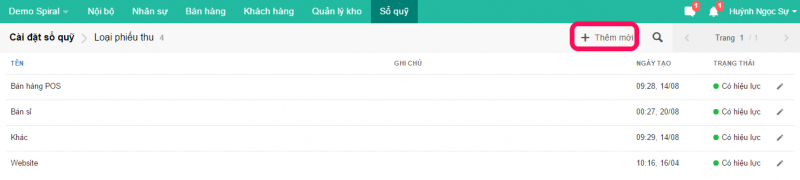 Demo Spiral Nội bộ Nhân sự Bán hàng Khách hàng Quản lý kho Sổ quỹ 1 1 Huỳnh Ngọc Sự
Cài đặt sổ quỹ Loại phiếu thu 4 + Thêm mới Trang 1 / 1
TÊN GHI CHÚ NGÀY TẠO TRẠNG THÁI
Bán hàng POS 09:28, 14/08 Có hiệu lực
Bán sỉ 00:27, 20/08 Có hiệu lực
Khác 09:29, 14/08 Có hiệu lực
Website 10:16, 16/04 Có hiệu lực